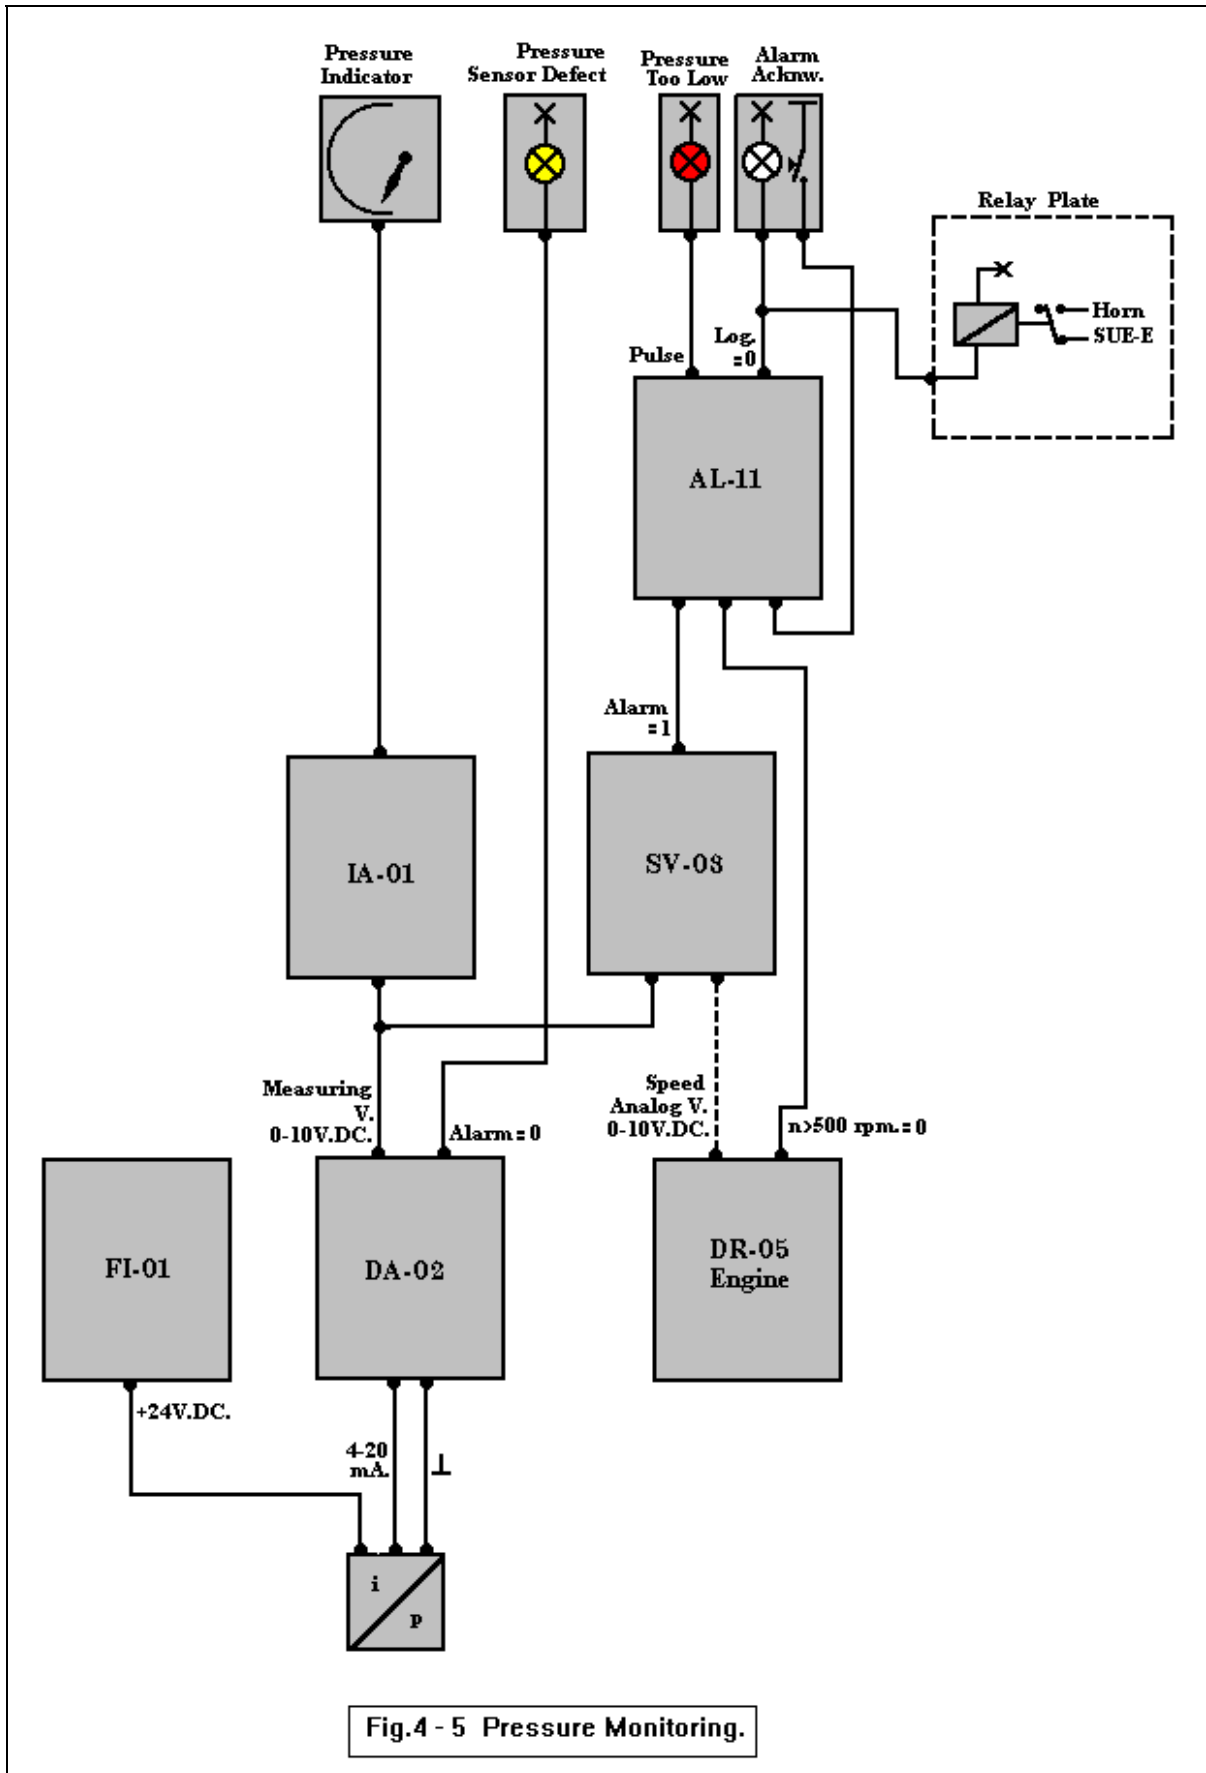 Pressure
Indicator
Pressure
Sensor Defect
Pressure
Too Low
Alarm
Acknw.
Relay Plate
Horn
SUE-E
Pulse
Log.
=0
AL-11
Alarm
=1
IA-01
SV-08
Measuring
V.
0-10V.DC.
Alarm=0
Speed
Analog V.
0-10V.DC.
n>500 rpm.=0
FI-01
DA-02
DR-05
Engine
+24V.DC.
4-20
mA.
i
p
Fig.4 - 5 Pressure Monitoring.